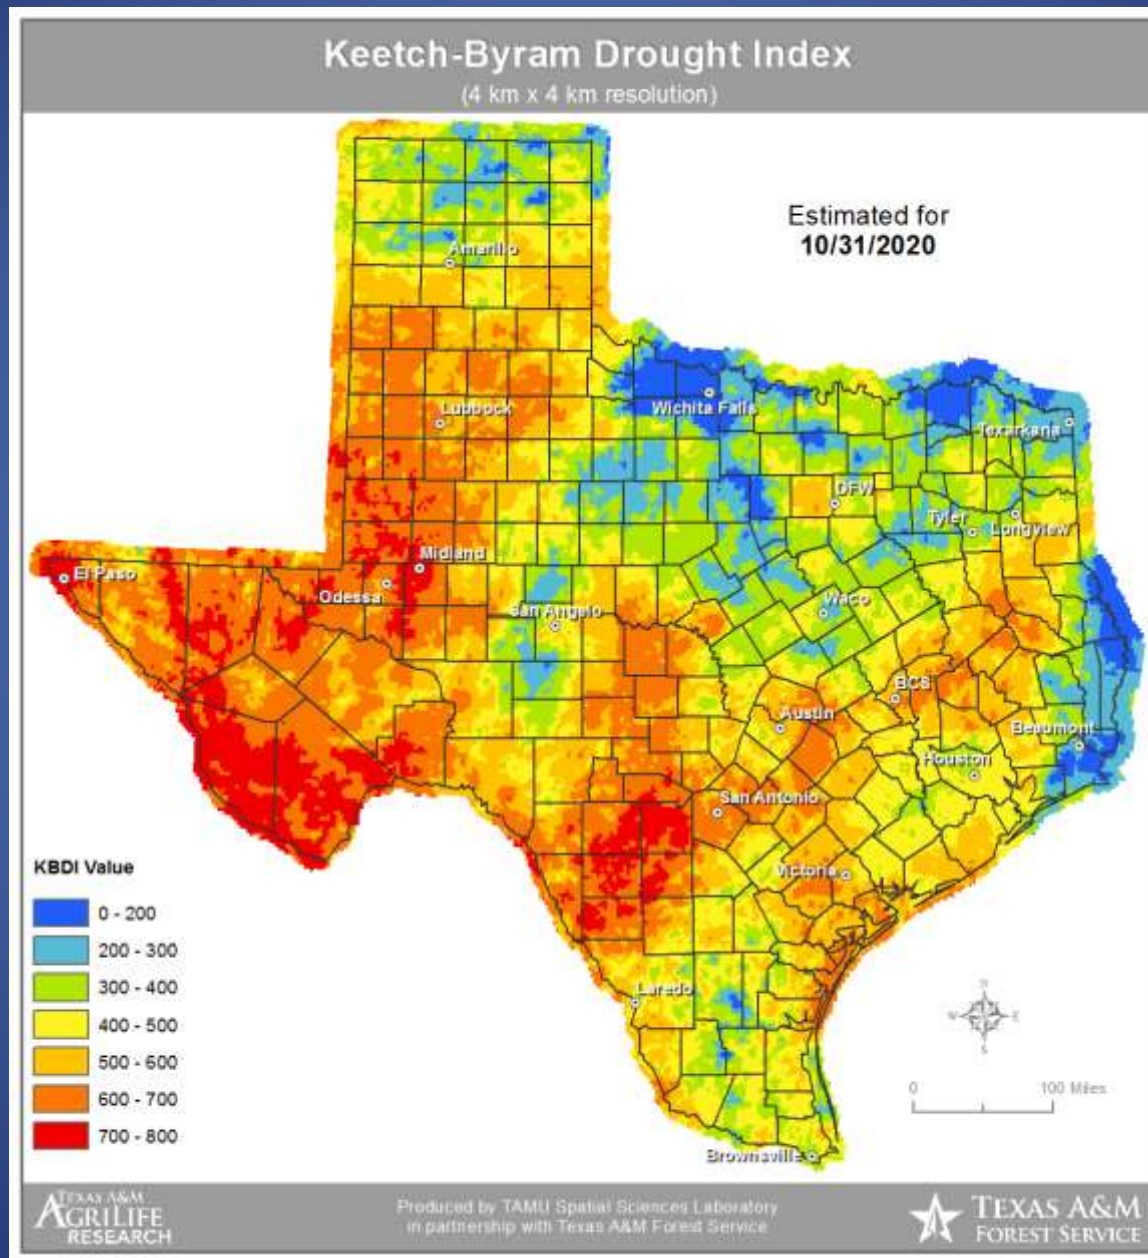 Keetch-Byram Drought Index
(4 km x 4 km resolution)
Estimated for
10/31/2020
Amarillo
Wichita Falls
Lubbock
Texarkana
DFW
Tyler
Longview
Midland
El Paso
Odessa
San Angelo
Waco
BCS
Austin
Beaumont
Houston
San Antonio
Victoria
Laredo
Brownsville
KBDI Value
0 - 200
200 - 300
300 - 400
400 - 500
500 - 600
600 - 700
700 - 800
N
W
E
S
0
100 Miles
TEXAS A&M
AGRILIFE
RESEARCH
Produced by TAMU Spatial Sciences Laboratory
in partnership with Texas A&M Forest Service
TEXAS A&M
FOREST SERVICE